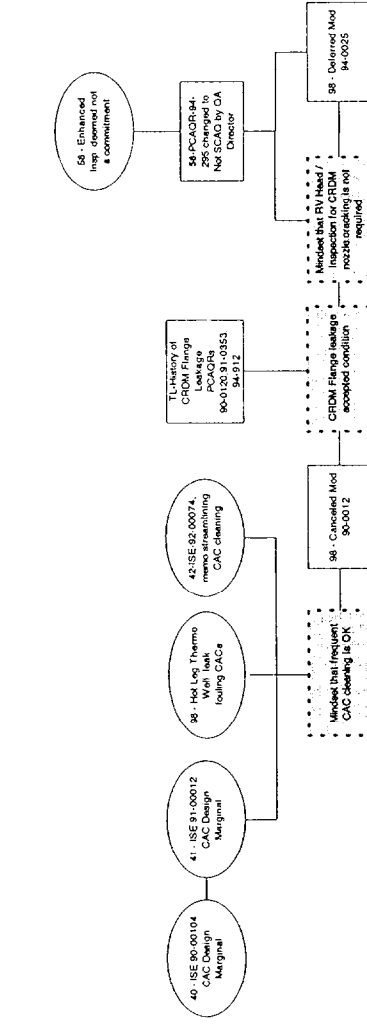 58 - Enhanced
Insp deemed not
a commitment
58-PCAQR-94-
295 changed to
Not SCAQ by QA
Director
98 - Deferred Mod
94-0025
Mindset that RV Head /
Inspection for CRDM
nozzle cracking is not
required
TL-History of
CRDM Flange
Leakage
PCAQRs
90-0120,91-0353,
94-912
CRDM Flange leakage
accepted condition
42-ISE-92-00074,
memo streamlining
CAC cleaning
98 - Hot Leg Thermo
Well leak
fouling CACs
98 - Canceled Mod
90-0012
Mindset that frequent
CAC cleaning is OK
41 - ISE 91-00012
CAC Design
Marginal
40 - ISE 90-00104
CAC Design
Marginal